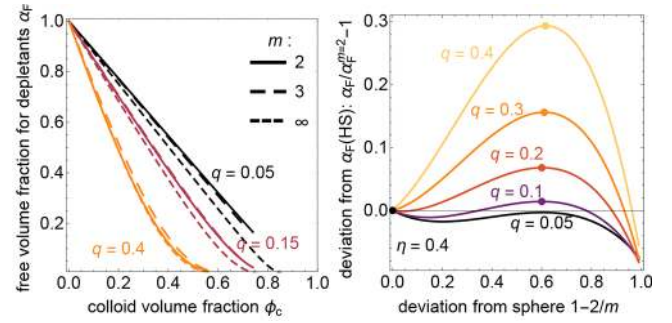 free volume fraction for depletants α_F
1.0
0.8
0.6
0.4
0.2
m :
2
3
∞
q = 0.05
q = 0.15
q = 0.4
0.0 0.2 0.4 0.6 0.8 1.0
colloid volume fraction ϕ_c
deviation from α_F(HS): α_F/α_F^{m=2}−1
0.3
0.2
0.1
0.0
q = 0.4
q = 0.3
q = 0.2
q = 0.1
q = 0.05
η = 0.4
0.0 0.2 0.4 0.6 0.8 1.0
deviation from sphere 1−2/m